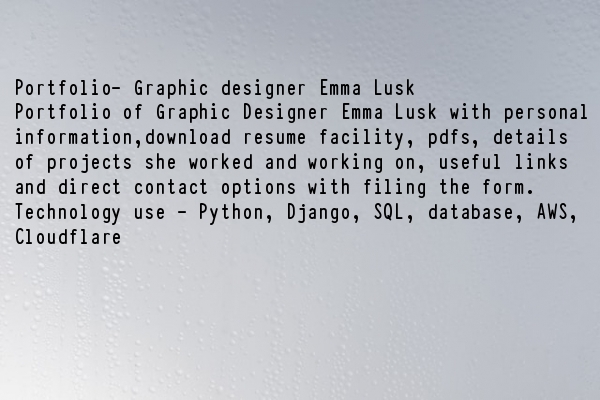 Portfolio- Graphic designer Emma Lusk
Portfolio of Graphic Designer Emma Lusk with personal
information,download resume facility, pdfs, details
of projects she worked and working on, useful links
and direct contact options with filing the form.
Technology use - Python, Django, SQL, database, AWS,
Cloudflare